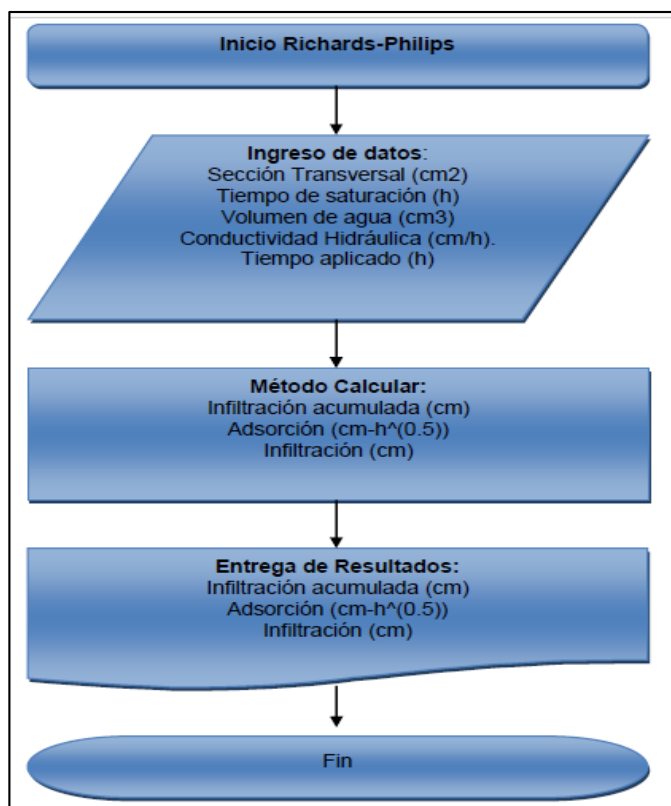 Inicio Richards-Philips
Ingreso de datos:
Sección Transversal (cm2)
Tiempo de saturación (h)
Volumen de agua (cm3)
Conductividad Hidráulica (cm/h).
Tiempo aplicado (h)
Método Calcular:
Infiltración acumulada (cm)
Adsorción (cm-h^(0.5))
Infiltración (cm)
Entrega de Resultados:
Infiltración acumulada (cm)
Adsorción (cm-h^(0.5))
Infiltración (cm)
Fin